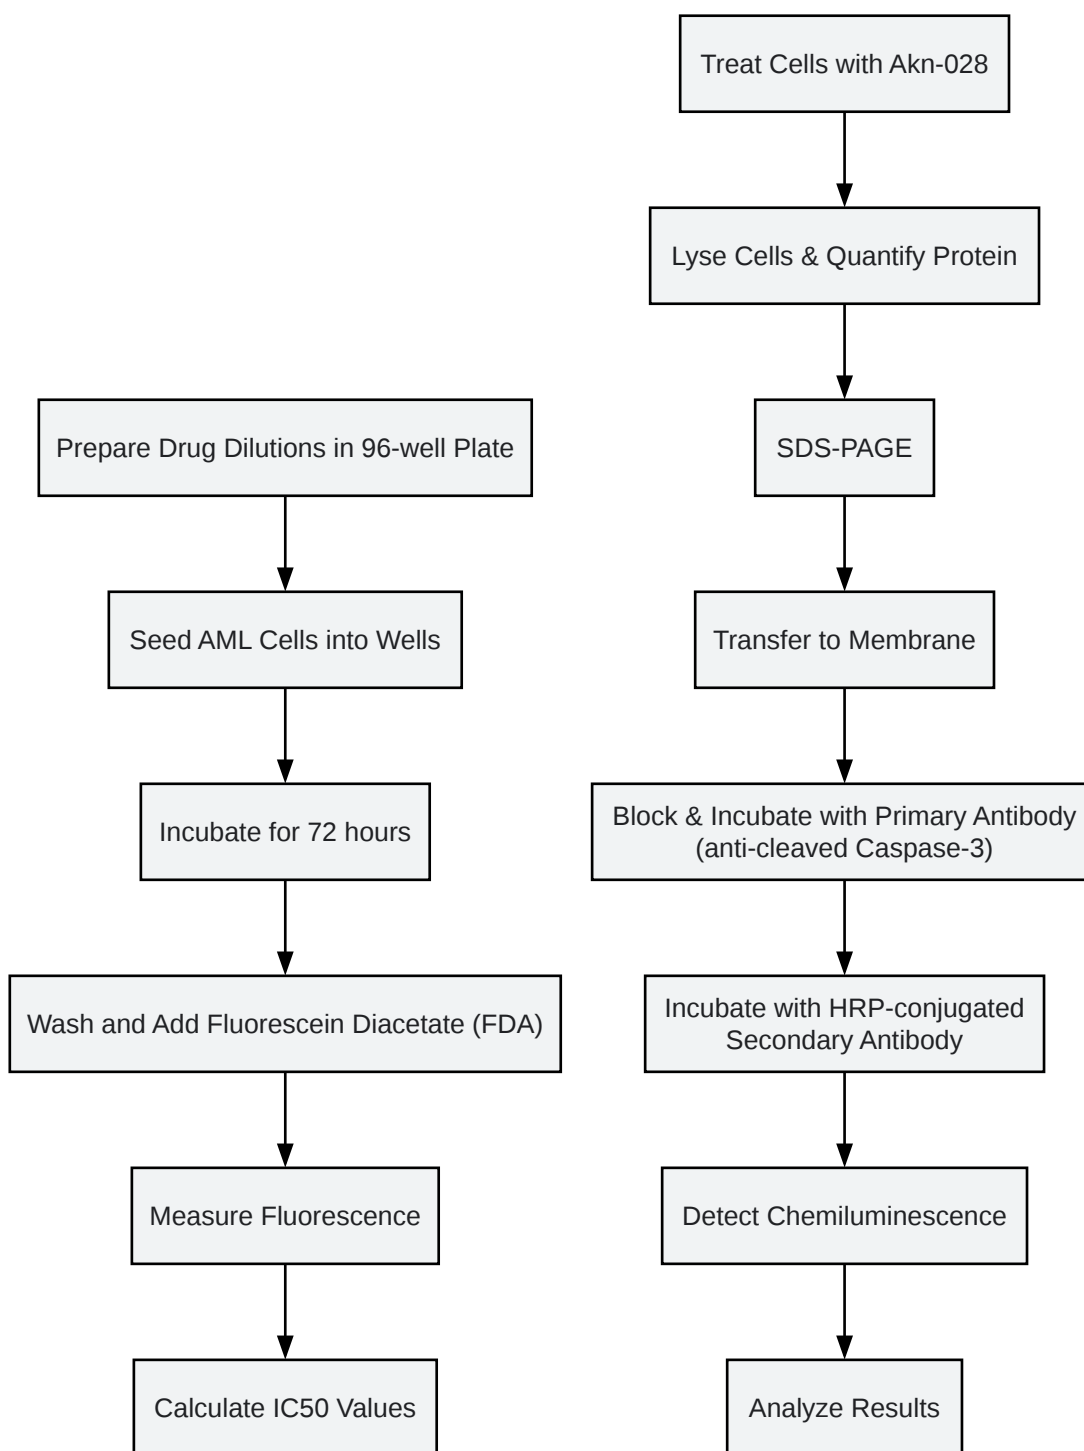 Treat Cells with Akn-028
Lyse Cells & Quantify Protein
SDS-PAGE
Transfer to Membrane
Block & Incubate with Primary Antibody
(anti-cleaved Caspase-3)
Incubate with HRP-conjugated
Secondary Antibody
Detect Chemiluminescence
Analyze Results
Prepare Drug Dilutions in 96-well Plate
Seed AML Cells into Wells
Incubate for 72 hours
Wash and Add Fluorescein Diacetate (FDA)
Measure Fluorescence
Calculate IC50 Values